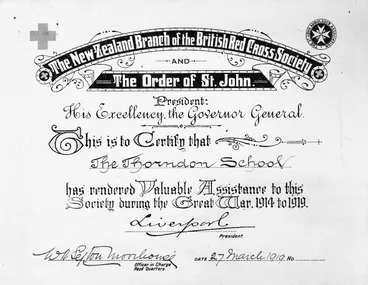 The New Zealand Branch of the British Red Cross Society
AND
The Order of St John.
President:
His Excellency, the Governor General.
This is to Certify that
The Thorndon School
has rendered Valuable Assistance to this
Society during the Great War, 1914 to 1919.
Liverpool
President.
Officer in Charge
Head Quarters.
DATE 27 March 1919 No